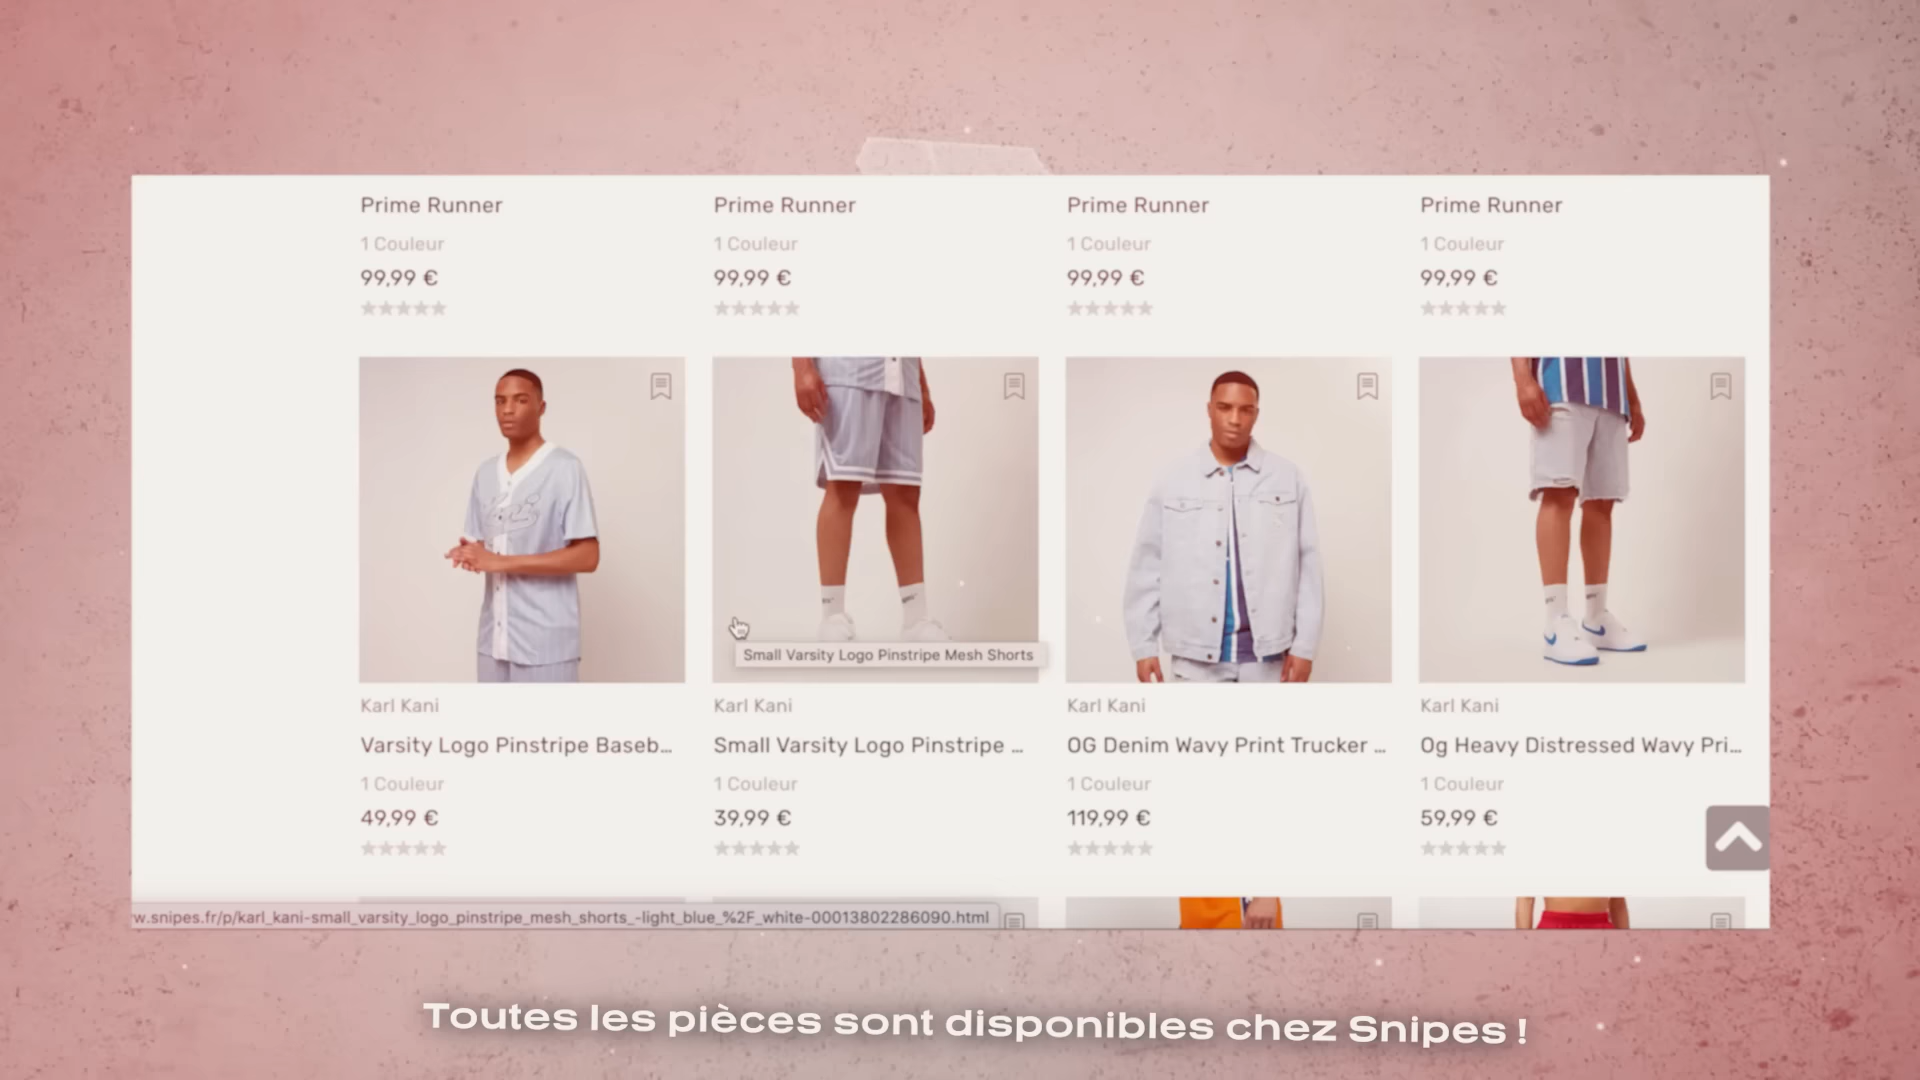 Prime Runner Prime Runner Prime Runner Prime Runner
1 Couleur 1 Couleur 1 Couleur 1 Couleur
99,99 € 99,99 € 99,99 € 99,99 €
Small Varsity Logo Pinstripe Mesh Shorts
Karl Kani Karl Kani Karl Kani Karl Kani
Varsity Logo Pinstripe Baseb... Small Varsity Logo Pinstripe ... OG Denim Wavy Print Trucker ... Og Heavy Distressed Wavy Pri...
1 Couleur 1 Couleur 1 Couleur 1 Couleur
49,99 € 39,99 € 119,99 € 59,99 €
w.snipes.fr/p/karl_kani-small_varsity_logo_pinstripe_mesh_shorts_-light_blue_%2F_white-00013802286090.html
Toutes les pièces sont disponibles chez Snipes !